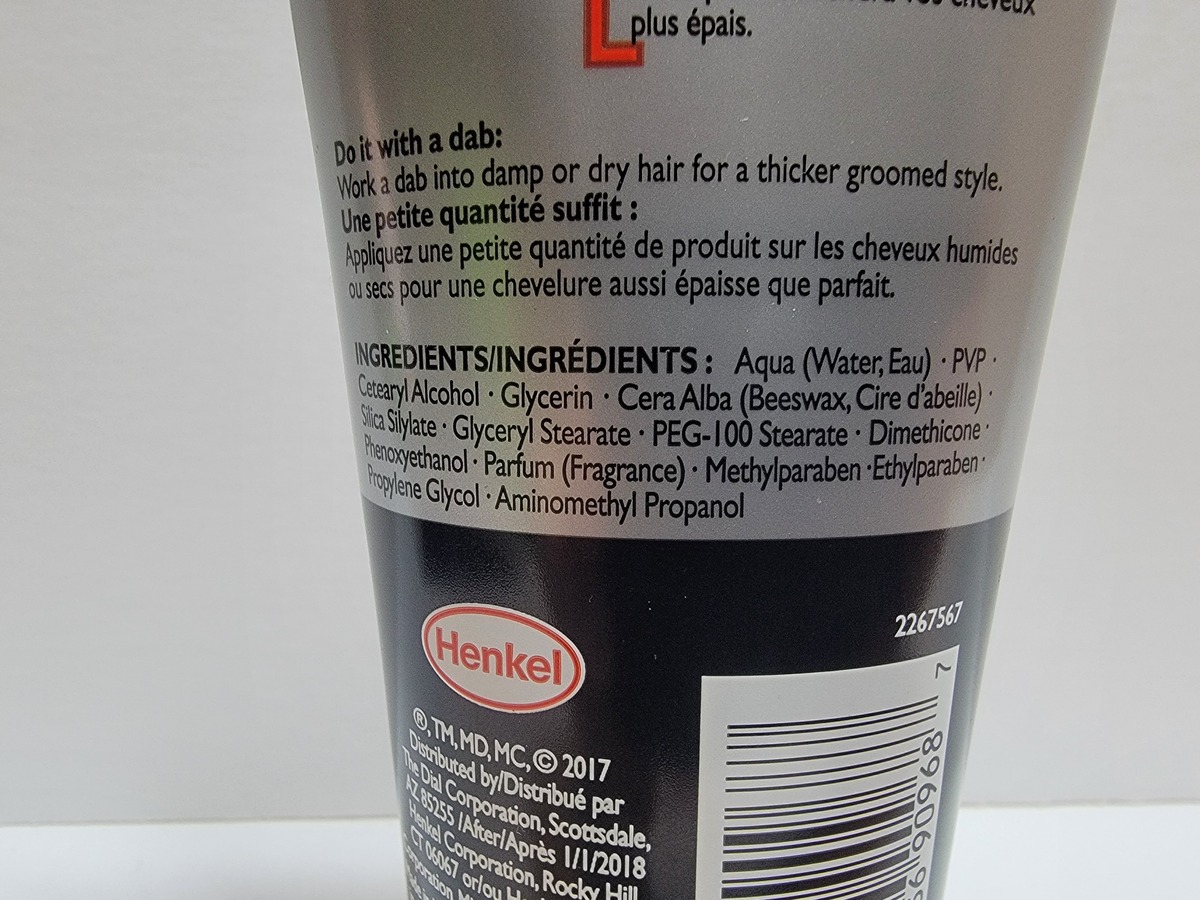 vos cheveux
plus épais.
Do it with a dab:
Work a dab into damp or dry hair for a thicker groomed style.
Une petite quantité suffit :
Appliquez une petite quantité de produit sur les cheveux humides
ou secs pour une chevelure aussi épaisse que parfait.
INGREDIENTS/INGRÉDIENTS : Aqua (Water, Eau) · PVP ·
Cetearyl Alcohol · Glycerin · Cera Alba (Beeswax, Cire d'abeille) ·
Silica Silylate · Glyceryl Stearate · PEG-100 Stearate · Dimethicone ·
Phenoxyethanol · Parfum (Fragrance) · Methylparaben · Ethylparaben ·
Propylene Glycol · Aminomethyl Propanol
Henkel
2267567
®, TM, MD, MC, © 2017
Distributed by/Distribué par
The Dial Corporation, Scottsdale,
AZ 85255 /After/Après 1/1/2018
Henkel Corporation, Rocky Hill,
CT 06067 or/ou
7